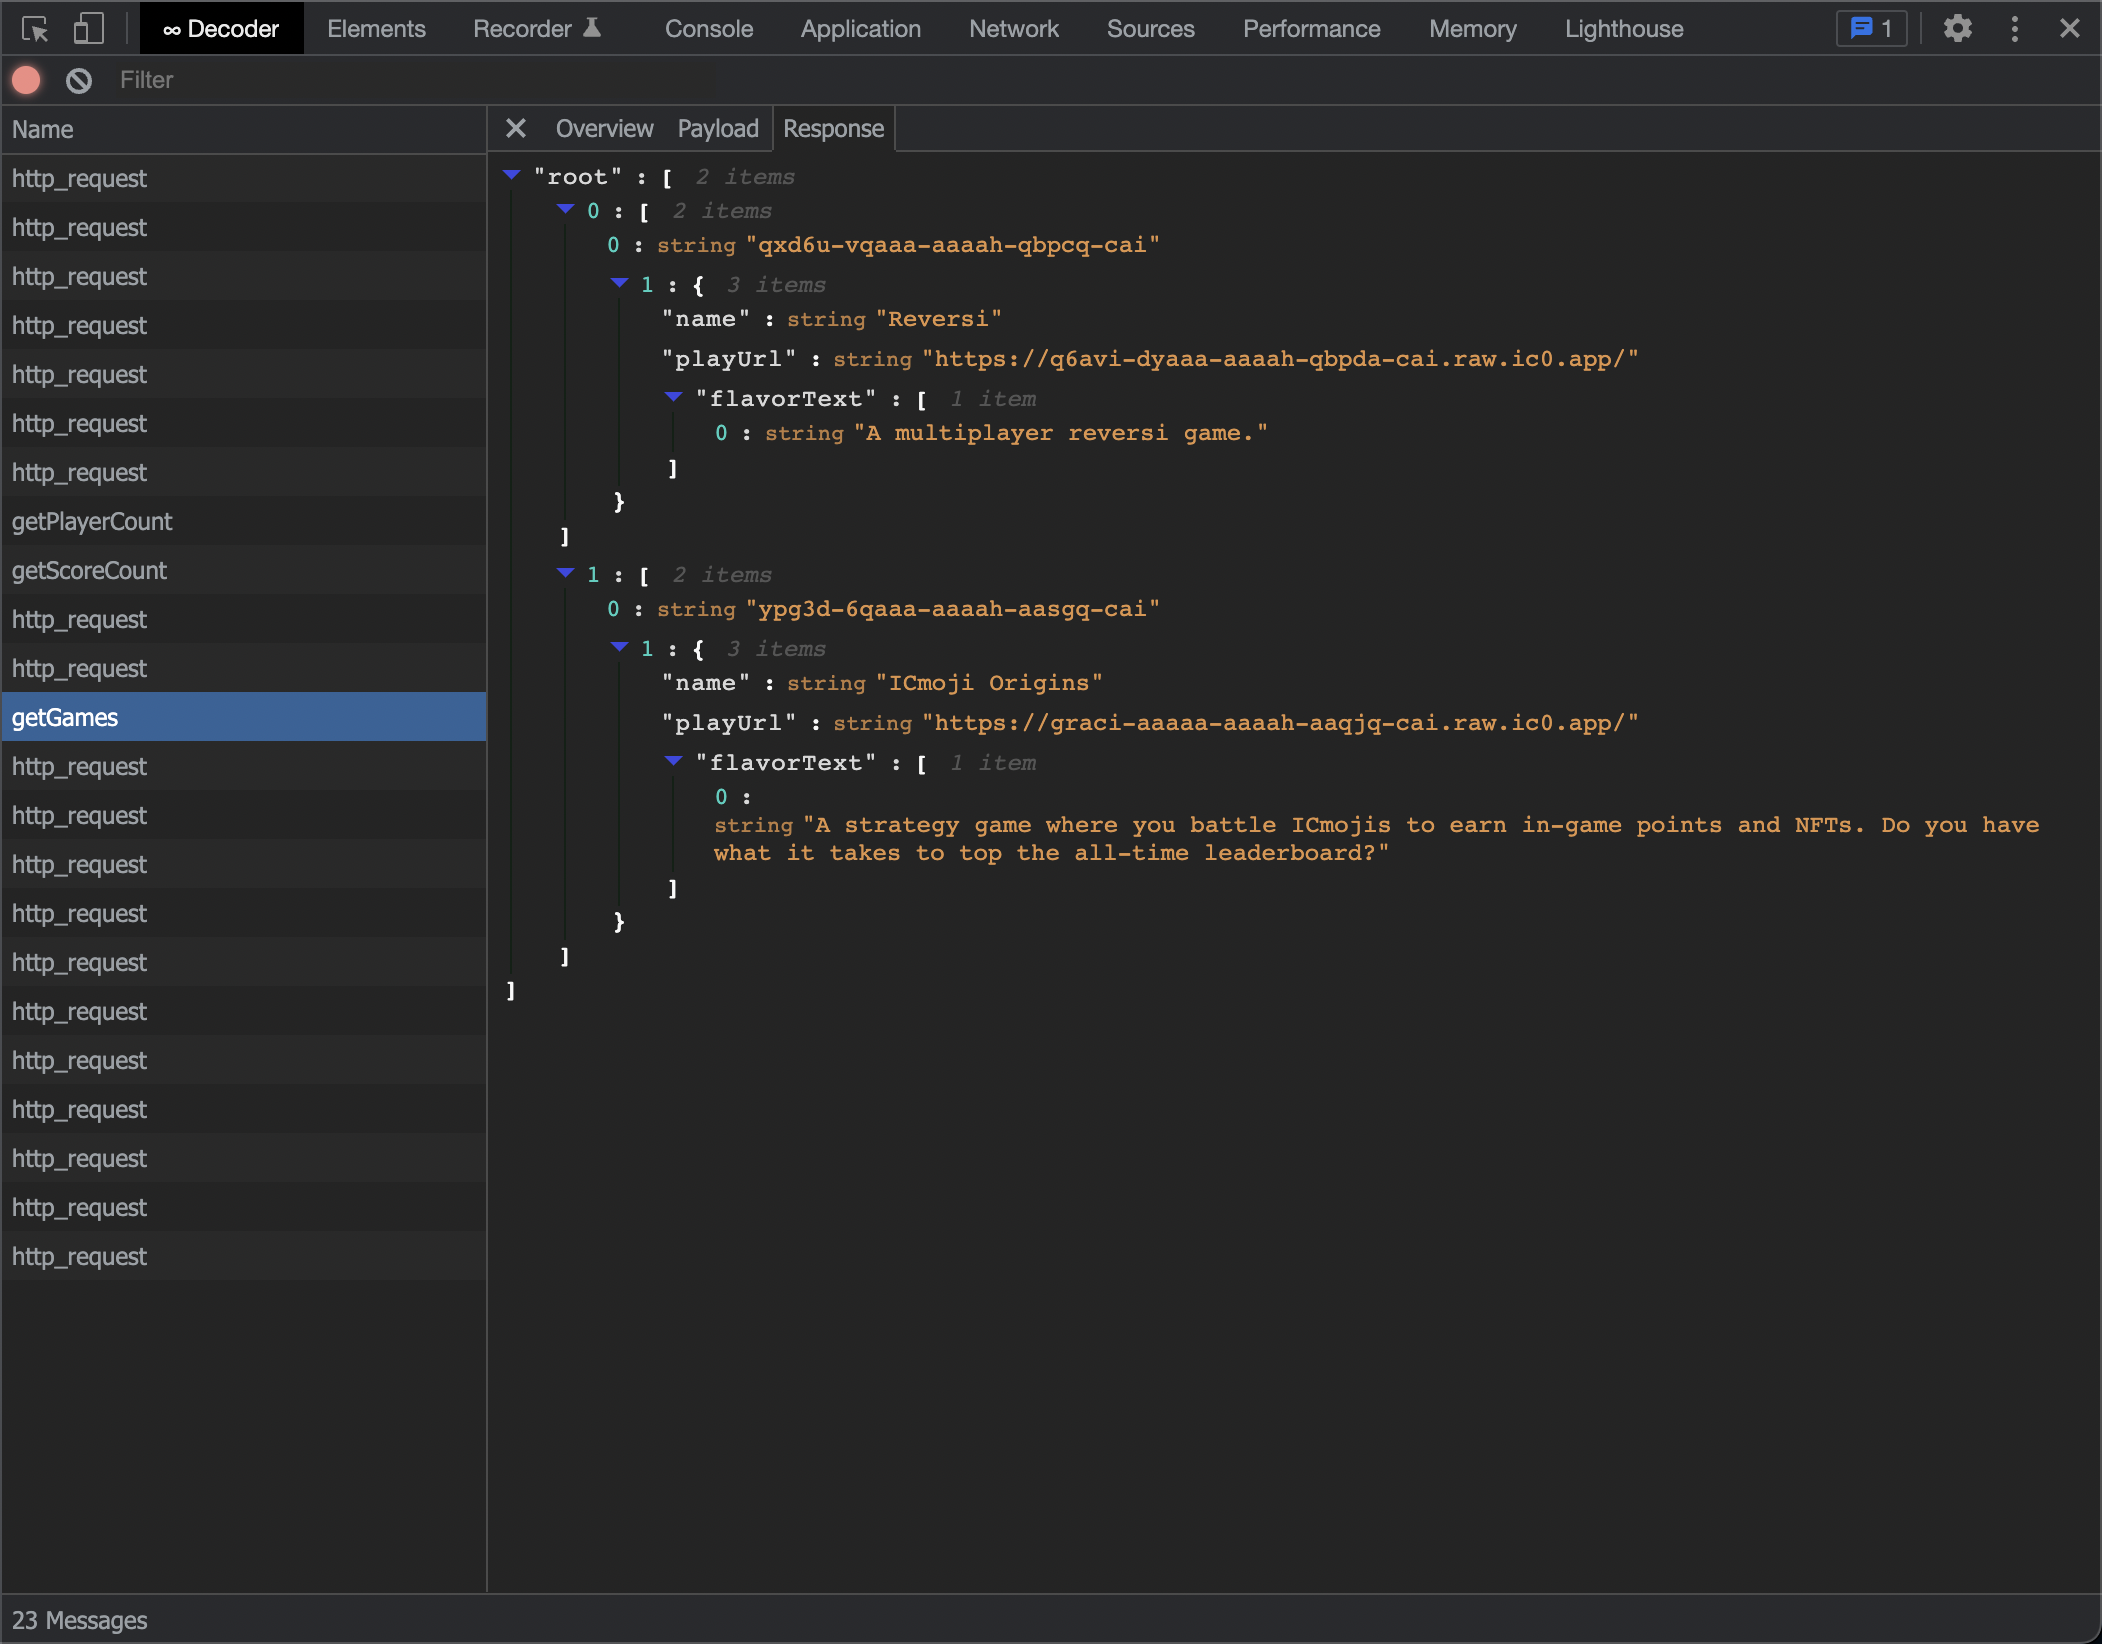 ∞ Decoder Elements Recorder Console Application Network Sources Performance Memory Lighthouse 1
Filter
Name
http_request
http_request
http_request
http_request
http_request
http_request
http_request
getPlayerCount
getScoreCount
http_request
http_request
getGames
http_request
http_request
http_request
http_request
http_request
http_request
http_request
http_request
http_request
http_request
http_request
23 Messages
Overview Payload Response
"root" : [ 2 items
0 : [ 2 items
0 : string "qxd6u-vqaaa-aaaah-qbpcq-cai"
1 : { 3 items
"name" : string "Reversi"
"playUrl" : string "https://q6avi-dyaaa-aaaah-qbpda-cai.raw.ic0.app/"
"flavorText" : [ 1 item
0 : string "A multiplayer reversi game."
]
}
]
1 : [ 2 items
0 : string "ypg3d-6qaaa-aaaah-aasgq-cai"
1 : { 3 items
"name" : string "ICmoji Origins"
"playUrl" : string "https://graci-aaaaa-aaaah-aaqjq-cai.raw.ic0.app/"
"flavorText" : [ 1 item
0 :
string "A strategy game where you battle ICmojis to earn in-game points and NFTs. Do you have
what it takes to top the all-time leaderboard?"
]
}
]
]